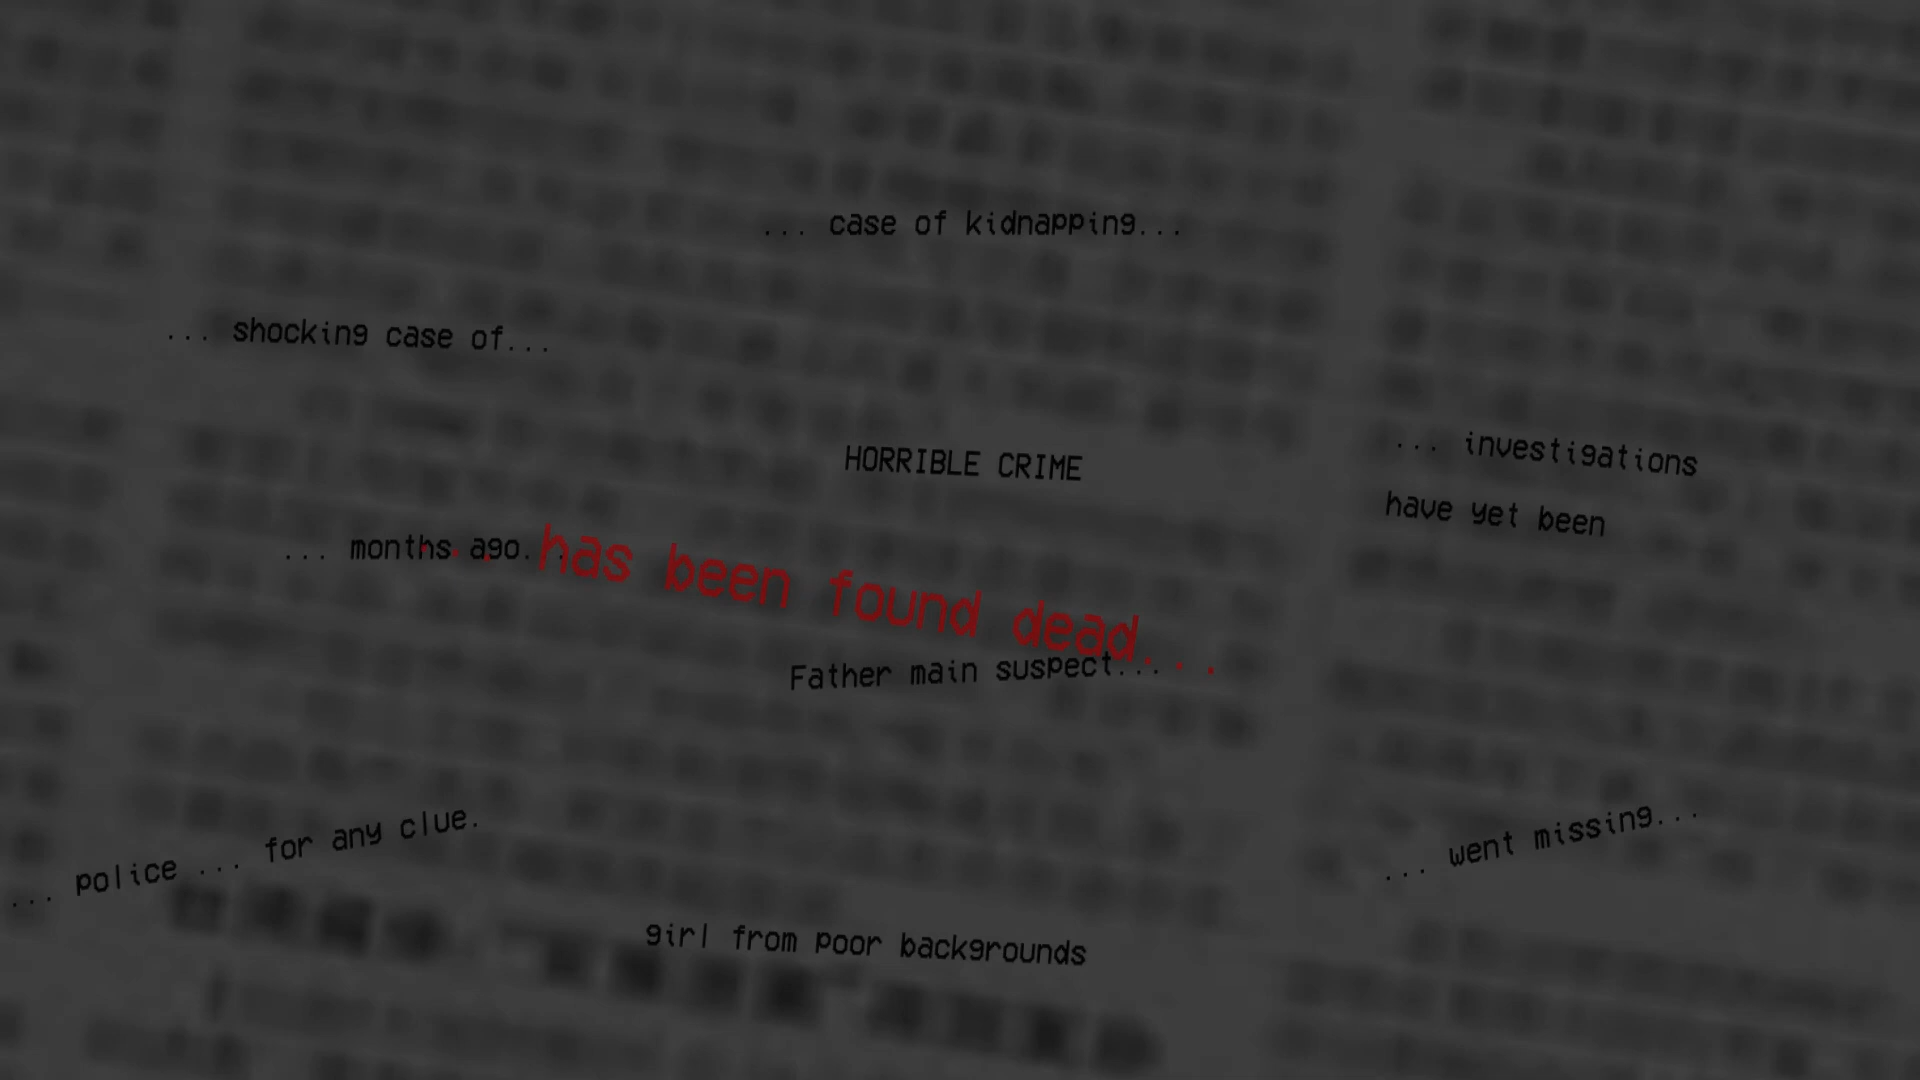 ... case of kidnapping...
... shocking case of...
HORRIBLE CRIME
... investigations
have yet been
... months ago...
... has been found dead...
Father main suspect...
... police ... for any clue.
... went missing...
girl from poor backgrounds